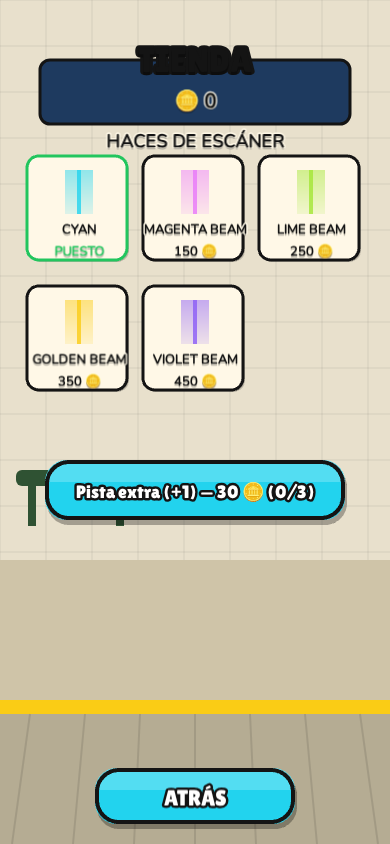 TIENDA
0
HACES DE ESCÁNER
CYAN
PUESTO
MAGENTA BEAM
150
LIME BEAM
250
GOLDEN BEAM
350
VIOLET BEAM
450
Pista extra (+1) – 30 (0/3)
ATRÁS